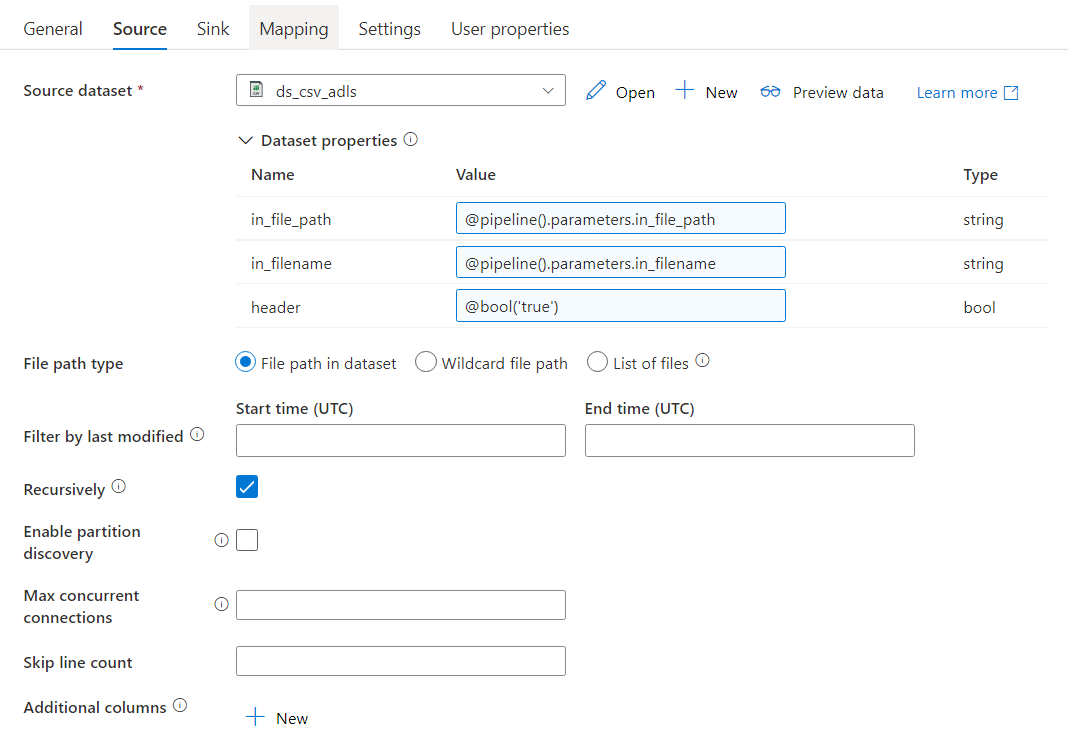 General Source Sink Mapping Settings User properties
Source dataset * ds_csv_adls Open New Preview data Learn more
Dataset properties
Name Value Type
in_file_path @pipeline().parameters.in_file_path string
in_filename @pipeline().parameters.in_filename string
header @bool('true') bool
File path type File path in dataset Wildcard file path List of files
Start time (UTC) End time (UTC)
Filter by last modified
Recursively
Enable partition
discovery
Max concurrent
connections
Skip line count
Additional columns
New